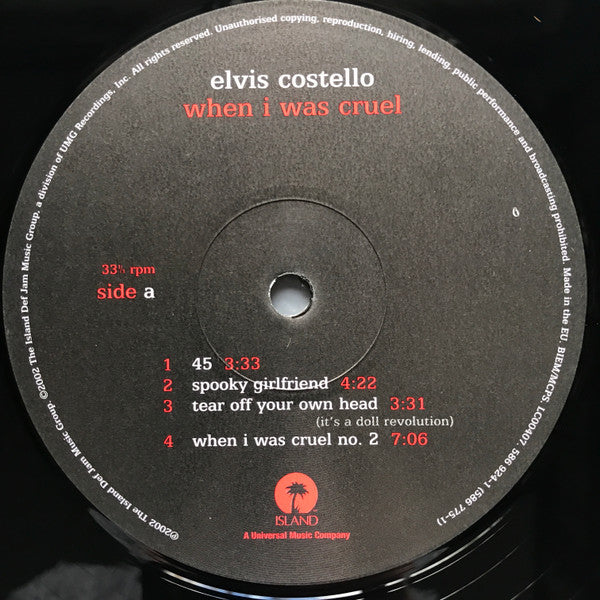 elvis costello
when i was cruel
33⅓ rpm
side a
1 45 3:33
2 spooky girlfriend 4:22
3 tear off your own head 3:31
(it's a doll revolution)
4 when i was cruel no. 2 7:06
ISLAND
A Universal Music Company
℗2002 The Island Def Jam Music Group. ©2002 The Island Def Jam Music Group, a division of UMG Recordings, Inc. All rights reserved. Unauthorised copying, reproduction, hiring, lending, public performance and broadcasting prohibited. Made in the EU. BIEM/MCPS. LC00407. 586 924-1 (586 775-1)